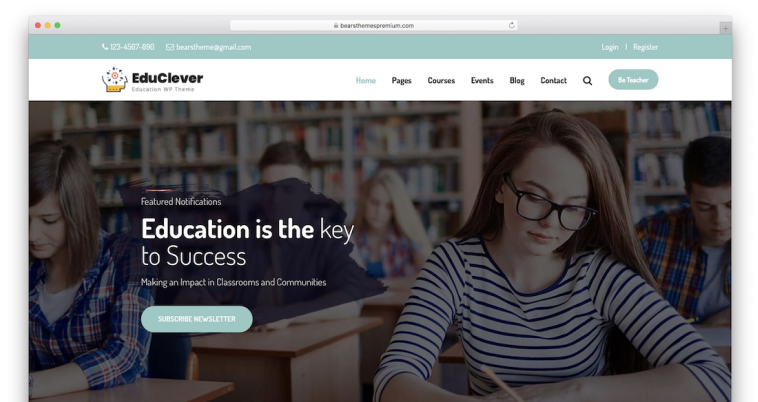 bearsthemespremium.com
123-4567-890 bearstheme@gmail.com Login | Register
EduClever
Education WP Theme
Home Pages Courses Events Blog Contact Be Teacher
Featured Notifications
Education is the key
to Success
Making an Impact in Classrooms and Communities
SUBSCRIBE NEWSLETTER